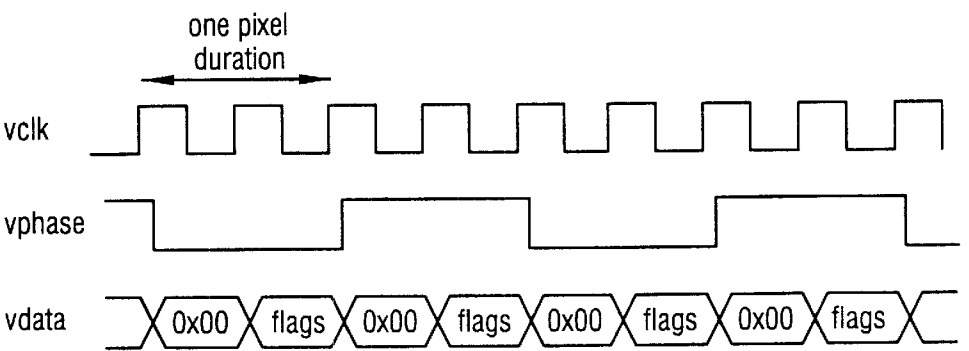 one pixel
duration
vclk
vphase
vdata 0x00 flags 0x00 flags 0x00 flags 0x00 flags